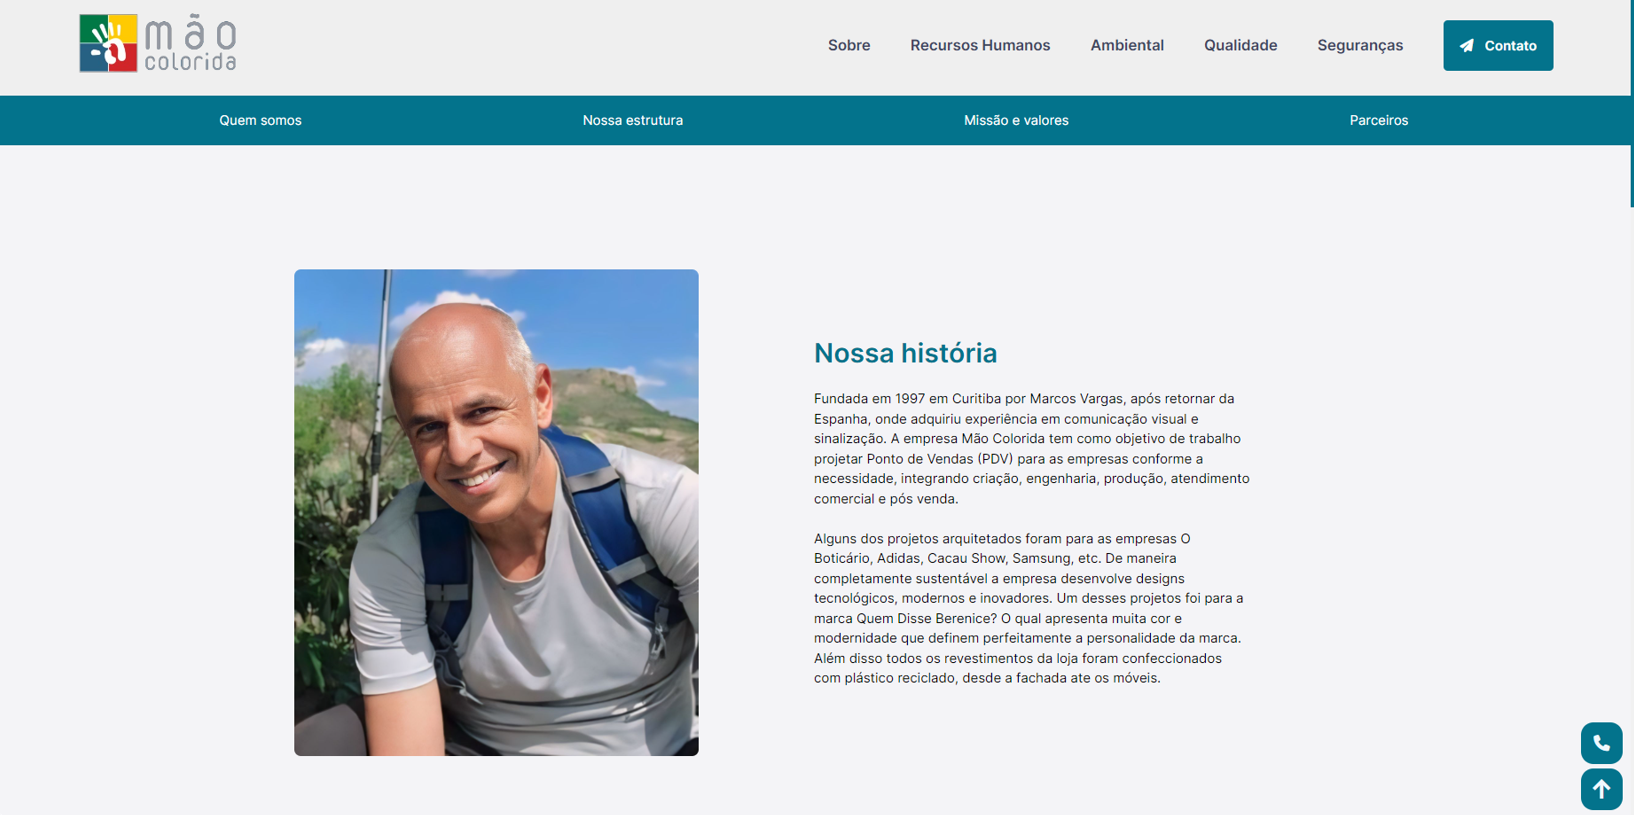 mão
colorida
Sobre Recursos Humanos Ambiental Qualidade Seguranças Contato
Quem somos Nossa estrutura Missão e valores Parceiros
Nossa história
Fundada em 1997 em Curitiba por Marcos Vargas, após retornar da
Espanha, onde adquiriu experiência em comunicação visual e
sinalização. A empresa Mão Colorida tem como objetivo de trabalho
projetar Ponto de Vendas (PDV) para as empresas conforme a
necessidade, integrando criação, engenharia, produção, atendimento
comercial e pós venda.
Alguns dos projetos arquitetados foram para as empresas O
Boticário, Adidas, Cacau Show, Samsung, etc. De maneira
completamente sustentável a empresa desenvolve designs
tecnológicos, modernos e inovadores. Um desses projetos foi para a
marca Quem Disse Berenice? O qual apresenta muita cor e
modernidade que definem perfeitamente a personalidade da marca.
Além disso todos os revestimentos da loja foram confeccionados
com plástico reciclado, desde a fachada ate os móveis.